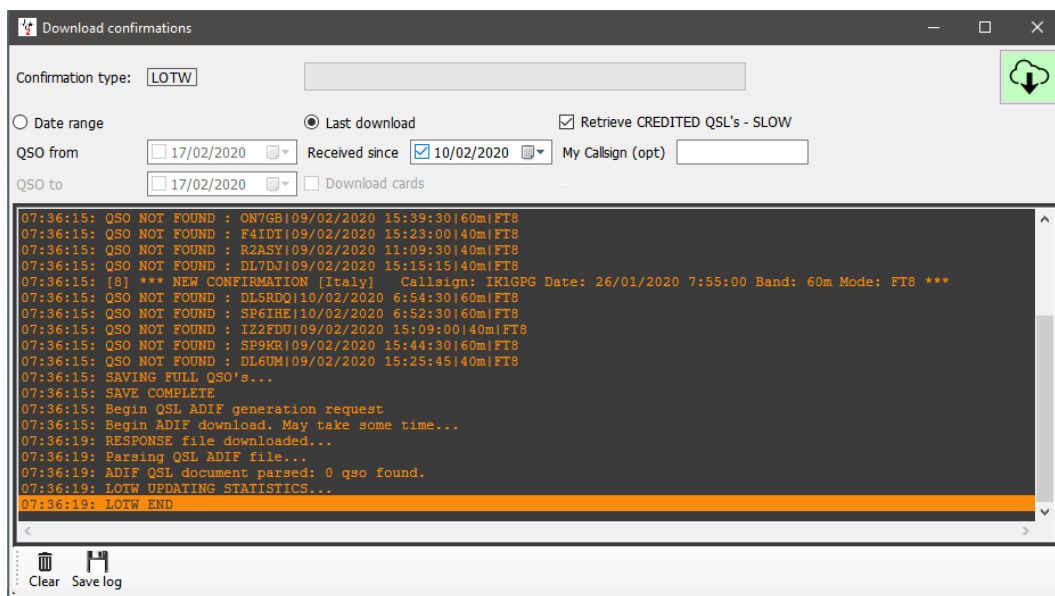 Download confirmations
Confirmation type: LOTW
Date range
Last download
Retrieve CREDITED QSL's - SLOW
QSO from 17/02/2020 Received since 10/02/2020 My Callsign (opt)
QSO to 17/02/2020 Download cards
07:36:15: QSO NOT FOUND : ON7GB|09/02/2020 15:39:30|60m|FT8
07:36:15: QSO NOT FOUND : F4IDT|09/02/2020 15:23:00|40m|FT8
07:36:15: QSO NOT FOUND : R2ASY|09/02/2020 11:09:30|40m|FT8
07:36:15: QSO NOT FOUND : DL7DJ|09/02/2020 15:15:15|40m|FT8
07:36:15: [8] *** NEW CONFIRMATION [Italy] Callsign: IK1GPG Date: 26/01/2020 7:55:00 Band: 60m Mode: FT8 ***
07:36:15: QSO NOT FOUND : DL5RDQ|10/02/2020 6:54:30|60m|FT8
07:36:15: QSO NOT FOUND : SP6IHE|10/02/2020 6:52:30|60m|FT8
07:36:15: QSO NOT FOUND : IZ2FDU|09/02/2020 15:09:00|40m|FT8
07:36:15: QSO NOT FOUND : SP9KR|09/02/2020 15:44:30|60m|FT8
07:36:15: QSO NOT FOUND : DL6UM|09/02/2020 15:25:45|40m|FT8
07:36:15: SAVING FULL QSO's...
07:36:15: SAVE COMPLETE
07:36:15: Begin QSL ADIF generation request
07:36:15: Begin ADIF download. May take some time...
07:36:19: RESPONSE file downloaded...
07:36:19: Parsing QSL ADIF file...
07:36:19: ADIF QSL document parsed: 0 qso found.
07:36:19: LOTW UPDATING STATISTICS...
07:36:19: LOTW END
Clear Save log